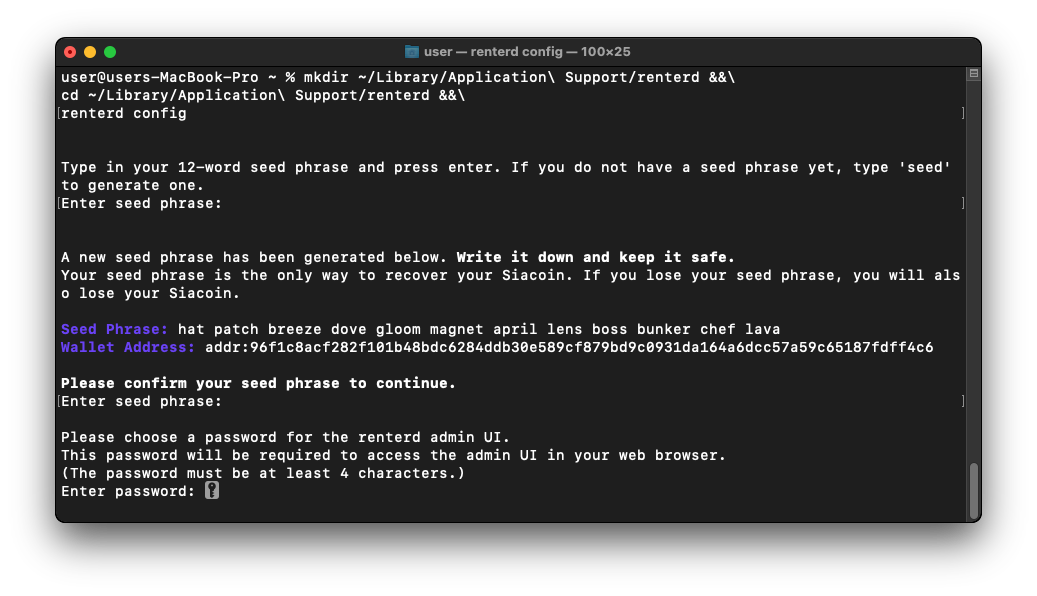 user — renterd config — 100×25
user@users-MacBook-Pro ~ % mkdir ~/Library/Application\ Support/renterd &&\
cd ~/Library/Application\ Support/renterd &&\
[renterd config ]
Type in your 12-word seed phrase and press enter. If you do not have a seed phrase yet, type 'seed'
to generate one.
[Enter seed phrase: ]
A new seed phrase has been generated below. Write it down and keep it safe.
Your seed phrase is the only way to recover your Siacoin. If you lose your seed phrase, you will als
o lose your Siacoin.
Seed Phrase: hat patch breeze dove gloom magnet april lens boss bunker chef lava
Wallet Address: addr:96f1c8acf282f101b48bdc6284ddb30e589cf879bd9c0931da164a6dcc57a59c65187fdff4c6
Please confirm your seed phrase to continue.
[Enter seed phrase: ]
Please choose a password for the renterd admin UI.
This password will be required to access the admin UI in your web browser.
(The password must be at least 4 characters.)
Enter password: